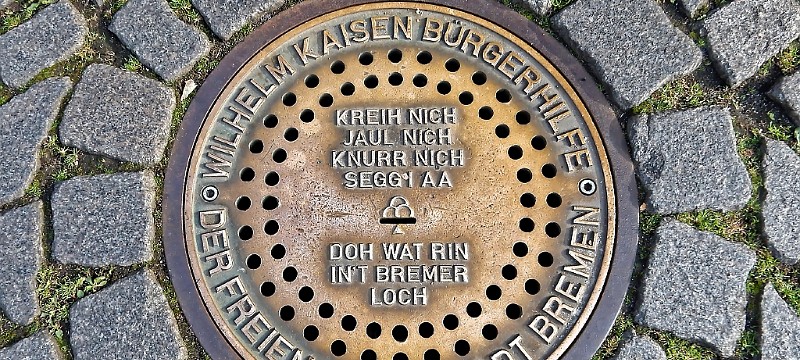 WILHELM KAISEN BÜRGERHILFE
KREIH NICH
JAUL NICH
KNURR NICH
SEGG'I AA
DOH WAT RIN
IN'T BREMER
LOCH
DER FREIEN
BREMEN